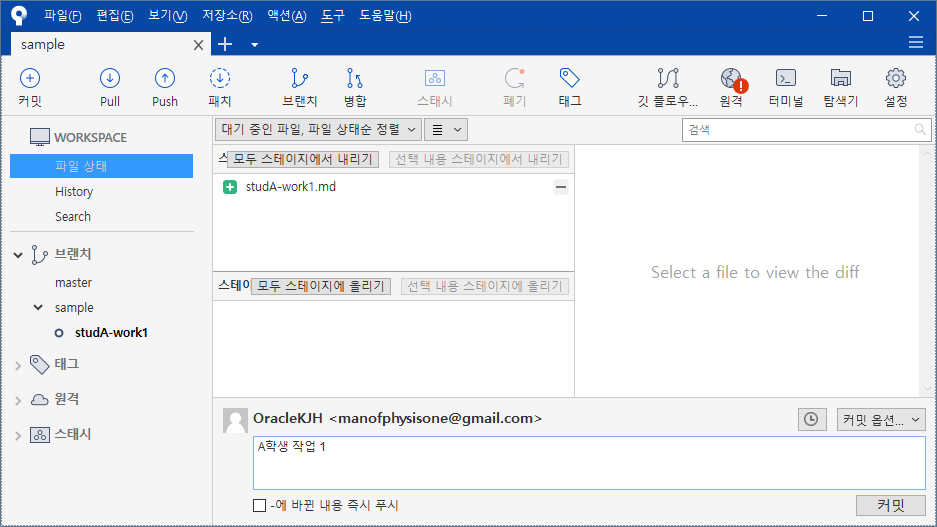 파일(F) 편집(E) 보기(V) 저장소(R) 액션(A) 도구 도움말(H)
sample
커밋 Pull Push 패치 브랜치 병합 스태시 폐기 태그 깃 플로우... 원격 터미널 탐색기 설정
WORKSPACE
파일 상태
History
Search
브랜치
master
sample
studA-work1
태그
원격
스태시
대기 중인 파일, 파일 상태순 정렬
검색
모두 스테이지에서 내리기 선택 내용 스테이지에서 내리기
studA-work1.md
모두 스테이지에 올리기 선택 내용 스테이지에 올리기
Select a file to view the diff
OracleKJH <manofphysisone@gmail.com>
커밋 옵션...
A학생 작업 1
-에 바뀐 내용 즉시 푸시
커밋